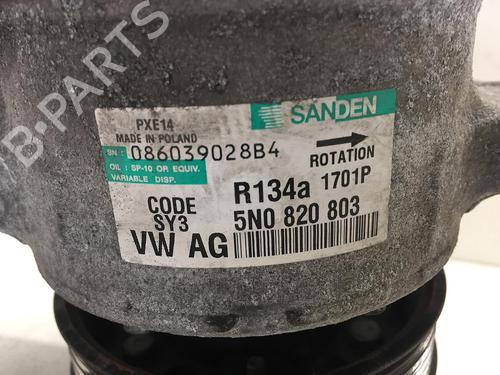 B-PARTS
SANDEN
PXE14
MADE IN POLAND
SN : 086039028B4
OIL : SP-10 OR EQUIV.
VARIABLE DISP.
ROTATION
R134a 1701P
CODE
SY3
5N0 820 803
VW AG